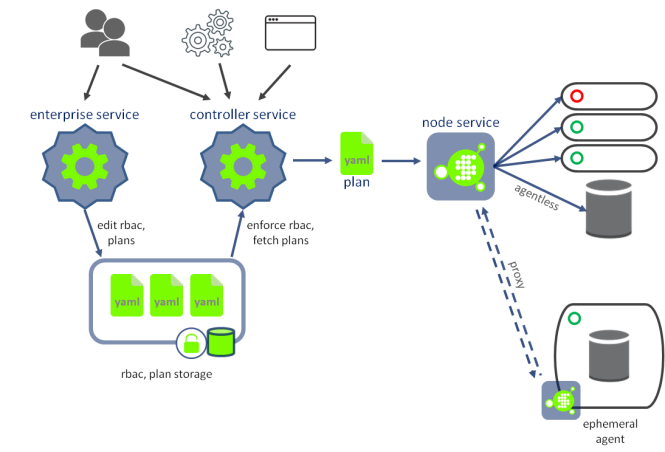 enterprise service
controller service
node service
yaml
plan
agentless
edit rbac,
plans
enforce rbac,
fetch plans
yaml
yaml
yaml
proxy
rbac, plan storage
ephemeral
agent